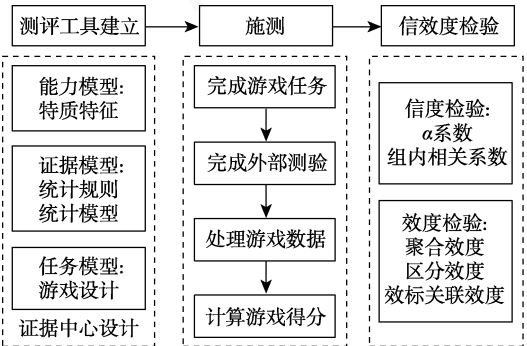 测评工具建立
施测
信效度检验
能力模型:
特质特征
证据模型:
统计规则
统计模型
任务模型:
游戏设计
证据中心设计
完成游戏任务
完成外部测验
处理游戏数据
计算游戏得分
信度检验:
α系数
组内相关系数
效度检验:
聚合效度
区分效度
效标关联效度